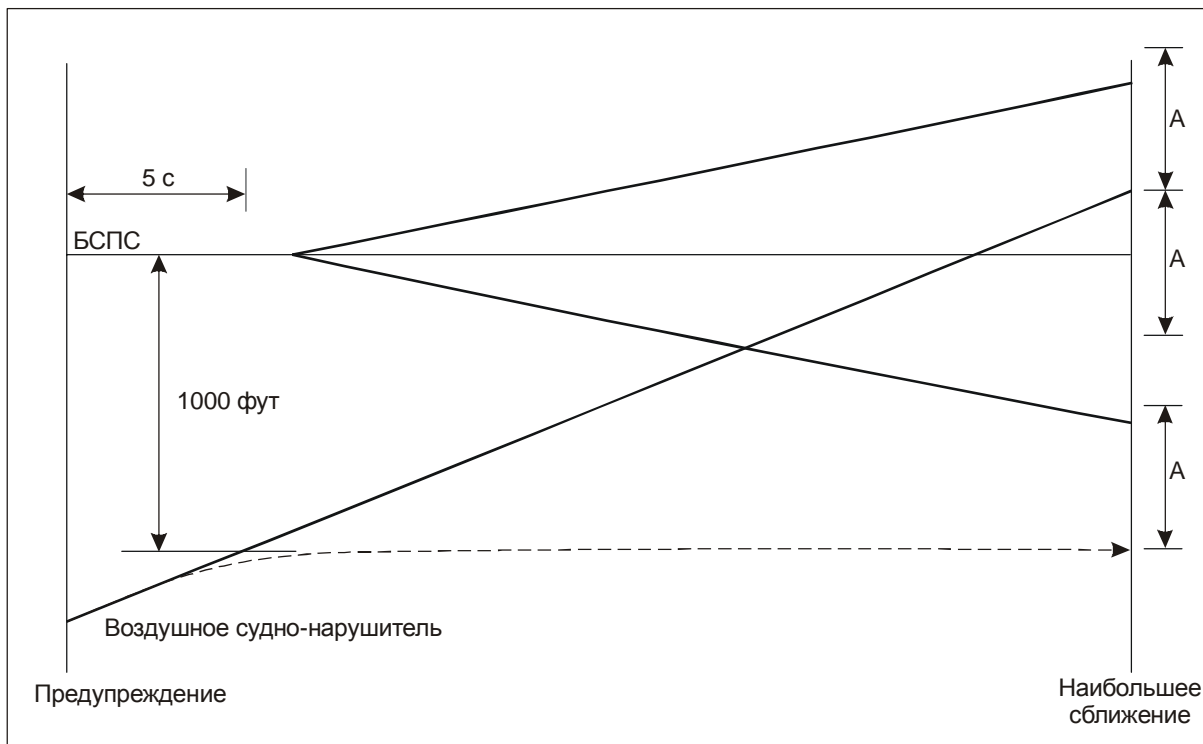 А
5 с
БСПС
А
1000 фут
А
Воздушное судно-нарушитель
Предупреждение
Наибольшее
сближение